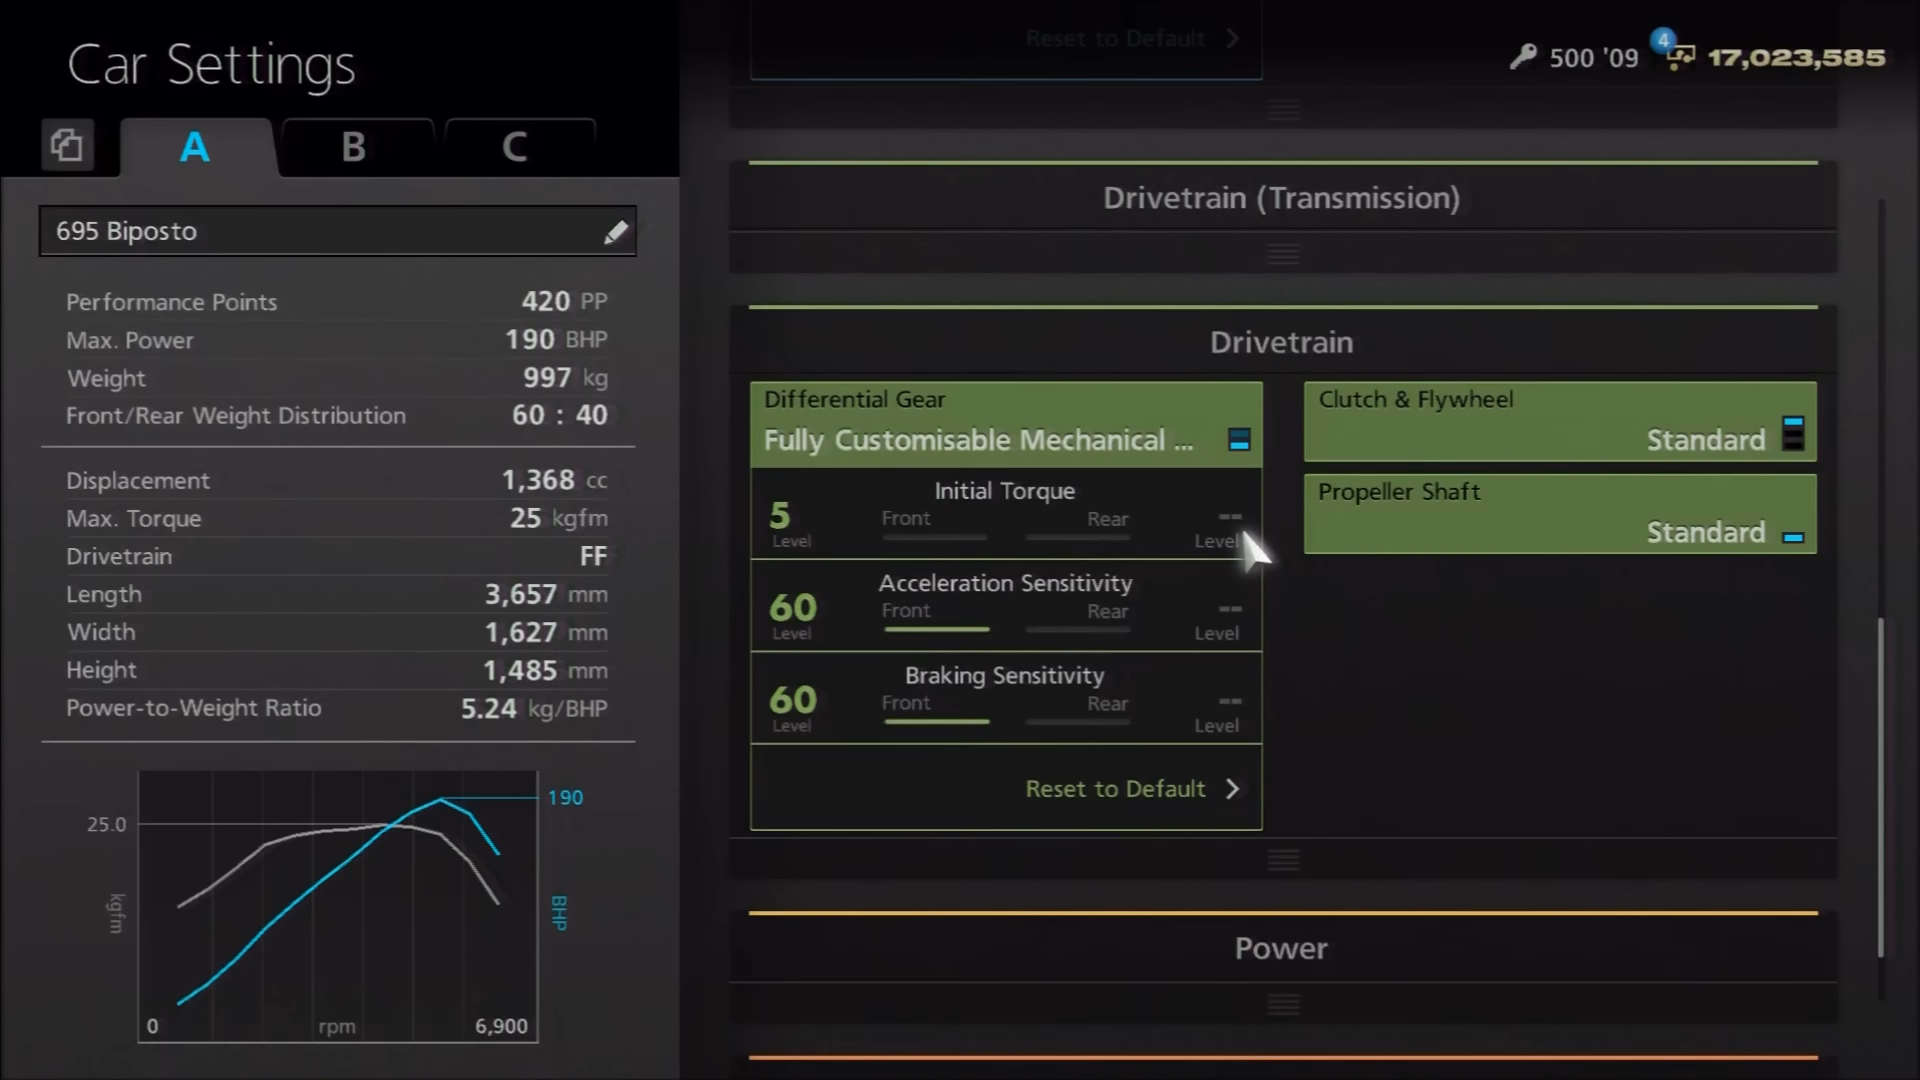 Car Settings
Reset to Default
500 '09
4
17,023,585
A
B
C
695 Biposto
Performance Points 420 PP
Max. Power 190 BHP
Weight 997 kg
Front/Rear Weight Distribution 60 : 40
Displacement 1,368 cc
Max. Torque 25 kgfm
Drivetrain FF
Length 3,657 mm
Width 1,627 mm
Height 1,485 mm
Power-to-Weight Ratio 5.24 kg/BHP
190
25.0
kgfm
BHP
0 rpm 6,900
Drivetrain (Transmission)
Drivetrain
Differential Gear
Fully Customisable Mechanical ...
Initial Torque
5 Front Rear --
Level Level
Acceleration Sensitivity
60 Front Rear --
Level Level
Braking Sensitivity
60 Front Rear --
Level Level
Reset to Default
Clutch & Flywheel
Standard
Propeller Shaft
Standard
Power